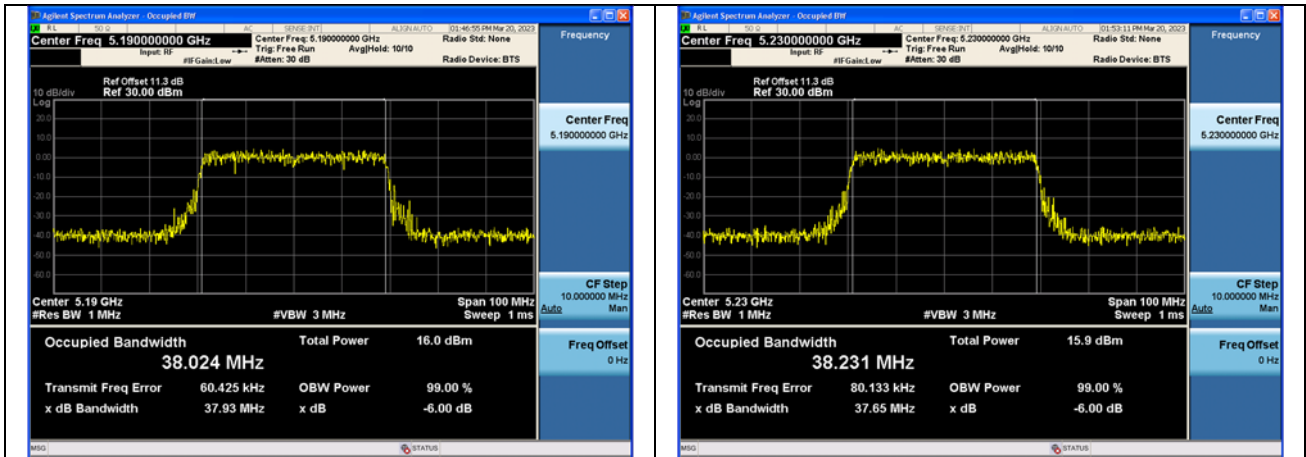 Agilent Spectrum Analyzer - Occupied BW
RL 50 Ω AC SENSE:INT ALIGN AUTO 01:46:55 PM Mar 20, 2023
Center Freq 5.190000000 GHz
Input: RF
#IFGain:Low
Center Freq: 5.190000000 GHz
Trig: Free Run Avg|Hold: 10/10
#Atten: 30 dB
Radio Std: None
Radio Device: BTS
Ref Offset 11.3 dB
10 dB/div Ref 30.00 dBm
Log
20.0
10.0
0.00
-10.0
-20.0
-30.0
-40.0
-50.0
-60.0
Center 5.19 GHz Span 100 MHz
#Res BW 1 MHz #VBW 3 MHz Sweep 1 ms
Occupied Bandwidth Total Power 16.0 dBm
38.024 MHz
Transmit Freq Error 60.425 kHz OBW Power 99.00 %
x dB Bandwidth 37.93 MHz x dB -6.00 dB
MSG STATUS
Frequency
Center Freq
5.190000000 GHz
CF Step
10.000000 MHz
Auto Man
Freq Offset
0 Hz
Agilent Spectrum Analyzer - Occupied BW
RL 50 Ω AC SENSE:INT ALIGN AUTO 01:53:11 PM Mar 20, 2023
Center Freq 5.230000000 GHz
Input: RF
#IFGain:Low
Center Freq: 5.230000000 GHz
Trig: Free Run Avg|Hold: 10/10
#Atten: 30 dB
Radio Std: None
Radio Device: BTS
Ref Offset 11.3 dB
10 dB/div Ref 30.00 dBm
Log
20.0
10.0
0.00
-10.0
-20.0
-30.0
-40.0
-50.0
-60.0
Center 5.23 GHz Span 100 MHz
#Res BW 1 MHz #VBW 3 MHz Sweep 1 ms
Occupied Bandwidth Total Power 15.9 dBm
38.231 MHz
Transmit Freq Error 80.133 kHz OBW Power 99.00 %
x dB Bandwidth 37.65 MHz x dB -6.00 dB
MSG STATUS
Frequency
Center Freq
5.230000000 GHz
CF Step
10.000000 MHz
Auto Man
Freq Offset
0 Hz